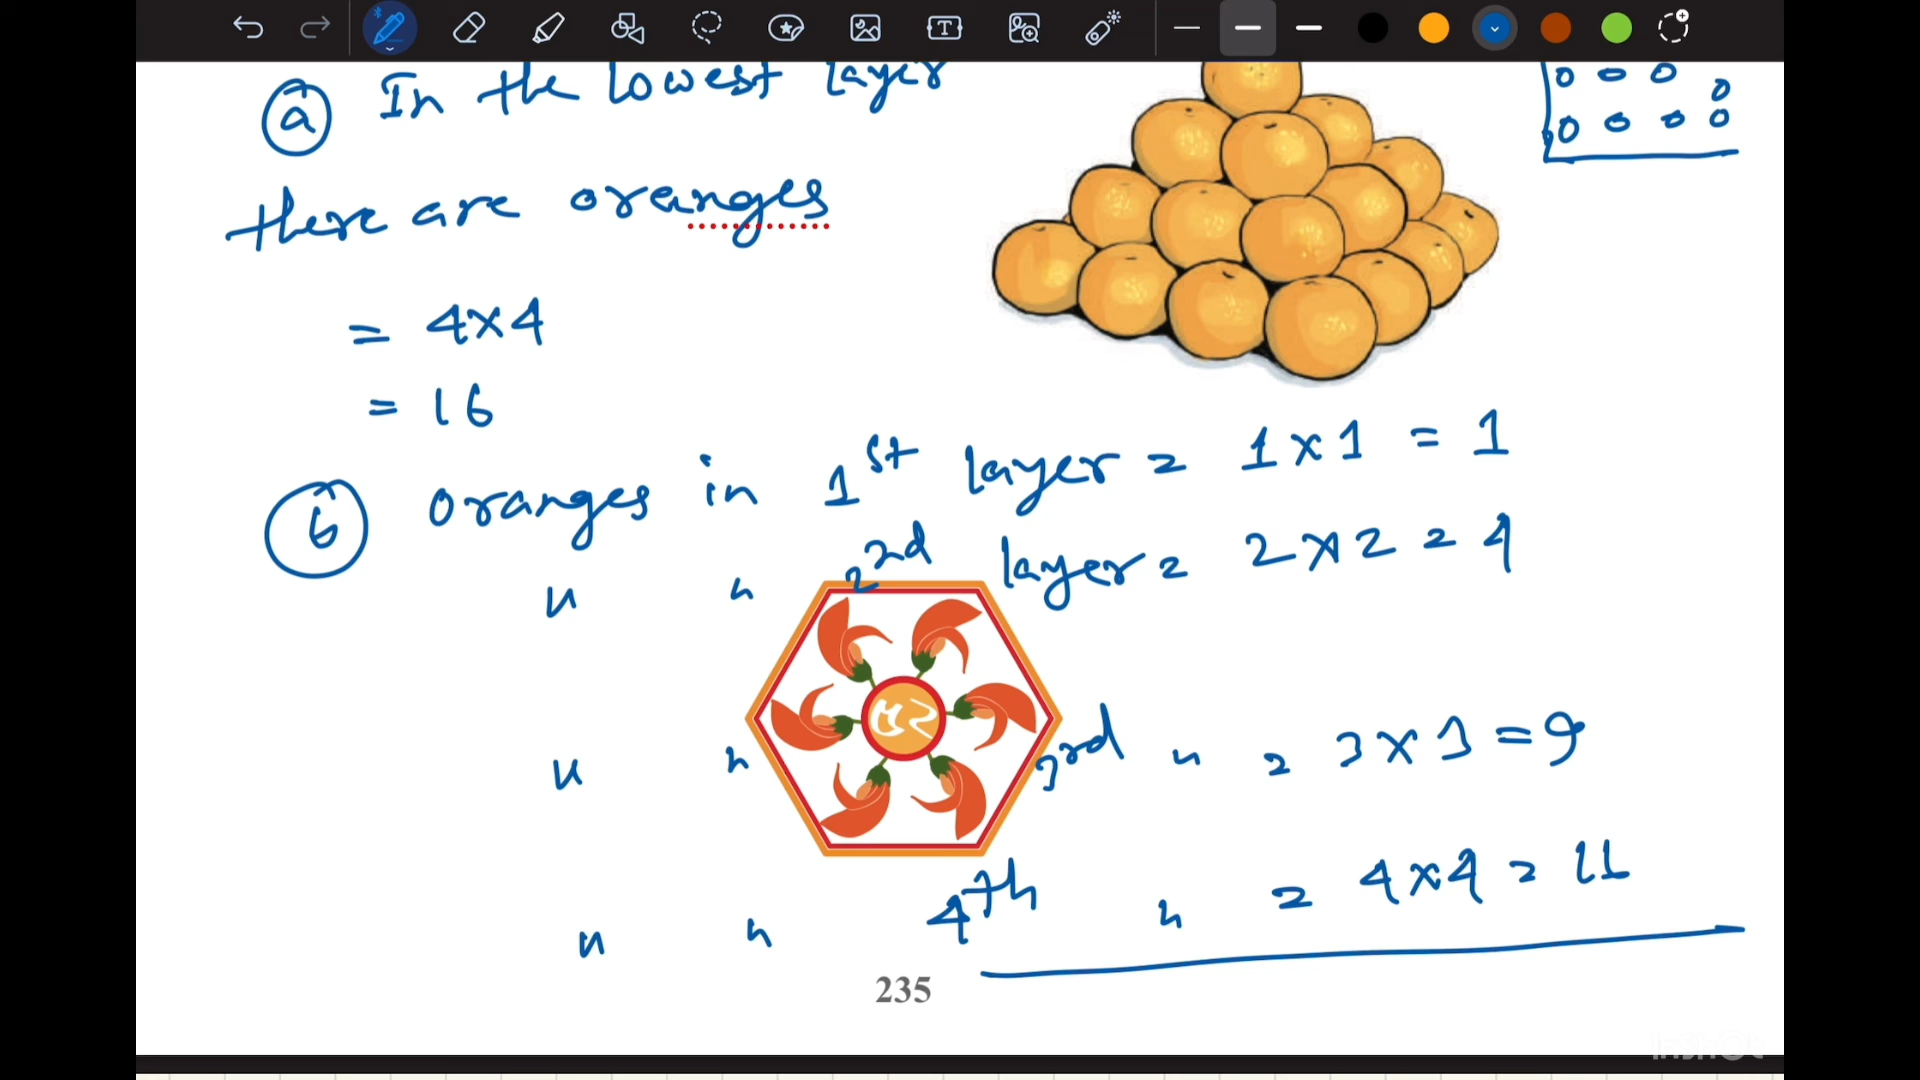 ⓐ In the lowest layer
there are oranges
= 4×4
= 16
ⓑ oranges in 1st layer = 1×1 = 1
〃 〃 2nd layer = 2×2 = 4
〃 〃 3rd 〃 = 3×3 = 9
〃 〃 4th 〃 = 4×4 = 16
235
InShOt